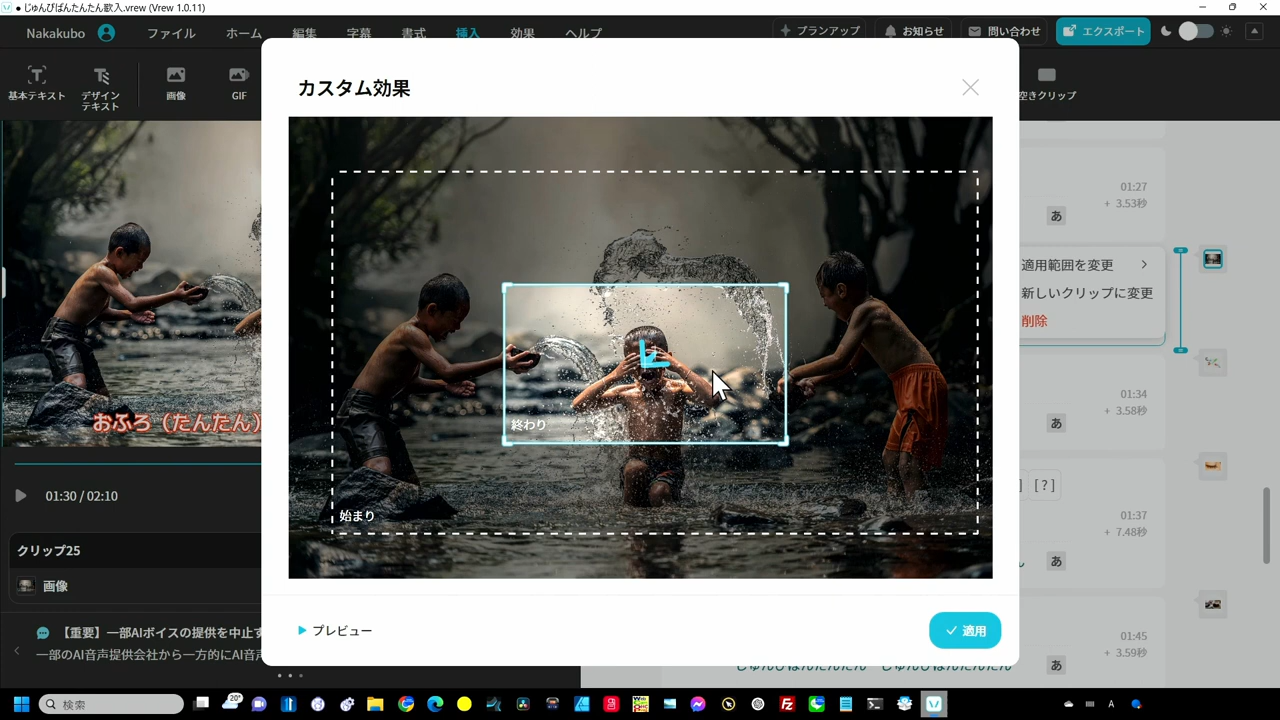 ● じゅんびばんたんたん歌入.vrew (Vrew 1.0.11)
Nakakubo
ファイル
ホーム
編集
字幕
書式
挿入
効果
ヘルプ
プランアップ
お知らせ
問い合わせ
エクスポート
基本テキスト
デザイン
テキスト
画像
GIF
空きクリップ
カスタム効果
01:27
+ 3.53秒
あ
適用範囲を変更
新しいクリップに変更
削除
おふろ（たんたん）
終わり
始まり
01:34
+ 3.58秒
あ
[?]
01:30 / 02:10
01:37
+ 7.48秒
あ
クリップ25
画像
プレビュー
適用
【重要】一部AIボイスの提供を中止す
一部のAI音声提供会社から一方的にAI音声
01:45
+ 3.59秒
あ
検索
20°
A